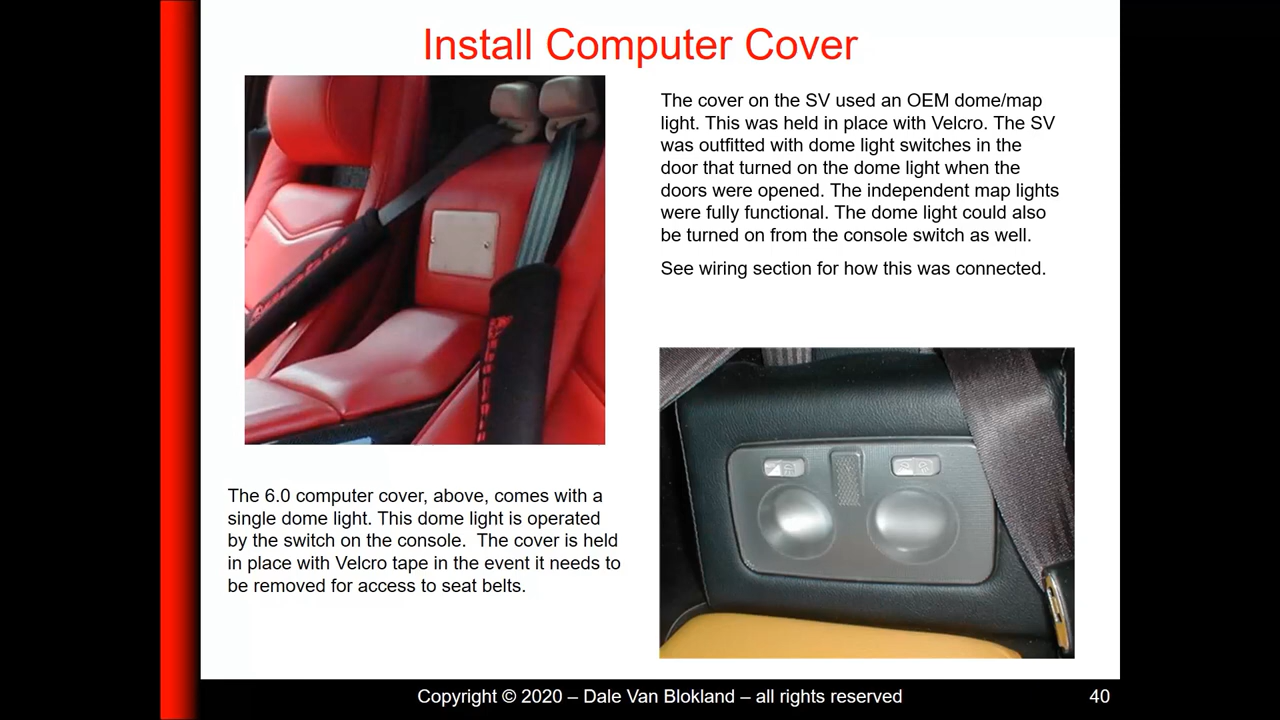 Install Computer Cover
The cover on the SV used an OEM dome/map
light. This was held in place with Velcro. The SV
was outfitted with dome light switches in the
door that turned on the dome light when the
doors were opened. The independent map lights
were fully functional. The dome light could also
be turned on from the console switch as well.
See wiring section for how this was connected.
The 6.0 computer cover, above, comes with a
single dome light. This dome light is operated
by the switch on the console.  The cover is held
in place with Velcro tape in the event it needs to
be removed for access to seat belts.
Copyright © 2020 – Dale Van Blokland – all rights reserved
40